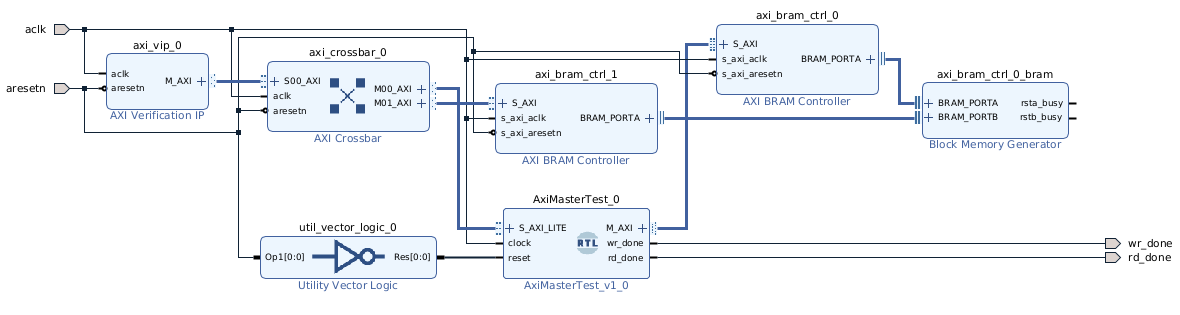 aclk
aresetn
axi_vip_0
aclk
aresetn
M_AXI
AXI Verification IP
axi_crossbar_0
S00_AXI
aclk
aresetn
M00_AXI
M01_AXI
AXI Crossbar
util_vector_logic_0
Op1[0:0]
Res[0:0]
Utility Vector Logic
axi_bram_ctrl_1
S_AXI
s_axi_aclk
s_axi_aresetn
BRAM_PORTA
AXI BRAM Controller
AxiMasterTest_0
S_AXI_LITE
clock
reset
RTL
M_AXI
wr_done
rd_done
AxiMasterTest_v1_0
axi_bram_ctrl_0
S_AXI
s_axi_aclk
s_axi_aresetn
BRAM_PORTA
AXI BRAM Controller
axi_bram_ctrl_0_bram
BRAM_PORTA
BRAM_PORTB
rsta_busy
rstb_busy
Block Memory Generator
wr_done
rd_done